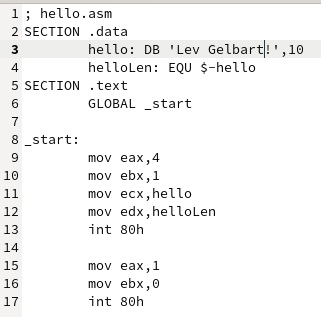 1 ; hello.asm
2 SECTION .data
3 hello: DB 'Lev Gelbart!',10
4 helloLen: EQU $-hello
5 SECTION .text
6 GLOBAL _start
7
8 _start:
9 mov eax,4
10 mov ebx,1
11 mov ecx,hello
12 mov edx,helloLen
13 int 80h
14
15 mov eax,1
16 mov ebx,0
17 int 80h